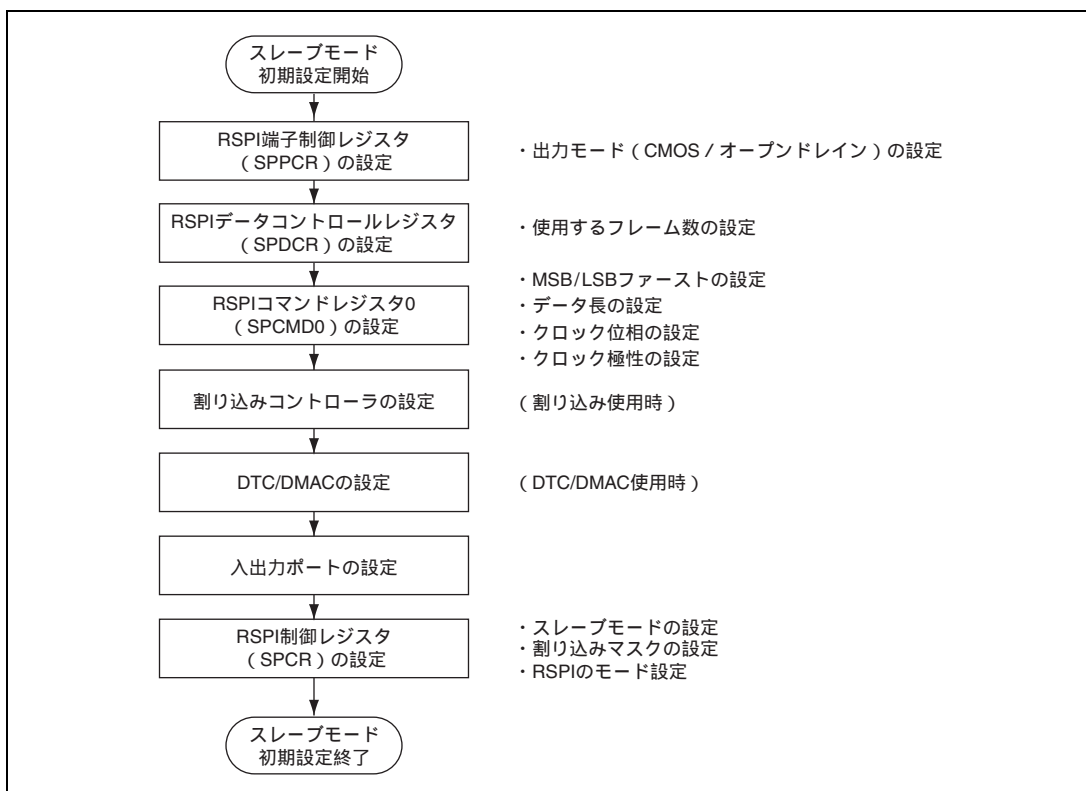 スレーブモード
初期設定開始
RSPI端子制御レジスタ
（SPPCR）の設定
・出力モード（CMOS / オープンドレイン）の設定
RSPIデータコントロールレジスタ
（SPDCR）の設定
・使用するフレーム数の設定
RSPIコマンドレジスタ0
（SPCMD0）の設定
・MSB/LSBファーストの設定
・データ長の設定
・クロック位相の設定
・クロック極性の設定
割り込みコントローラの設定
（割り込み使用時）
DTC/DMACの設定
（DTC/DMAC使用時）
入出力ポートの設定
RSPI制御レジスタ
（SPCR）の設定
・スレーブモードの設定
・割り込みマスクの設定
・RSPIのモード設定
スレーブモード
初期設定終了